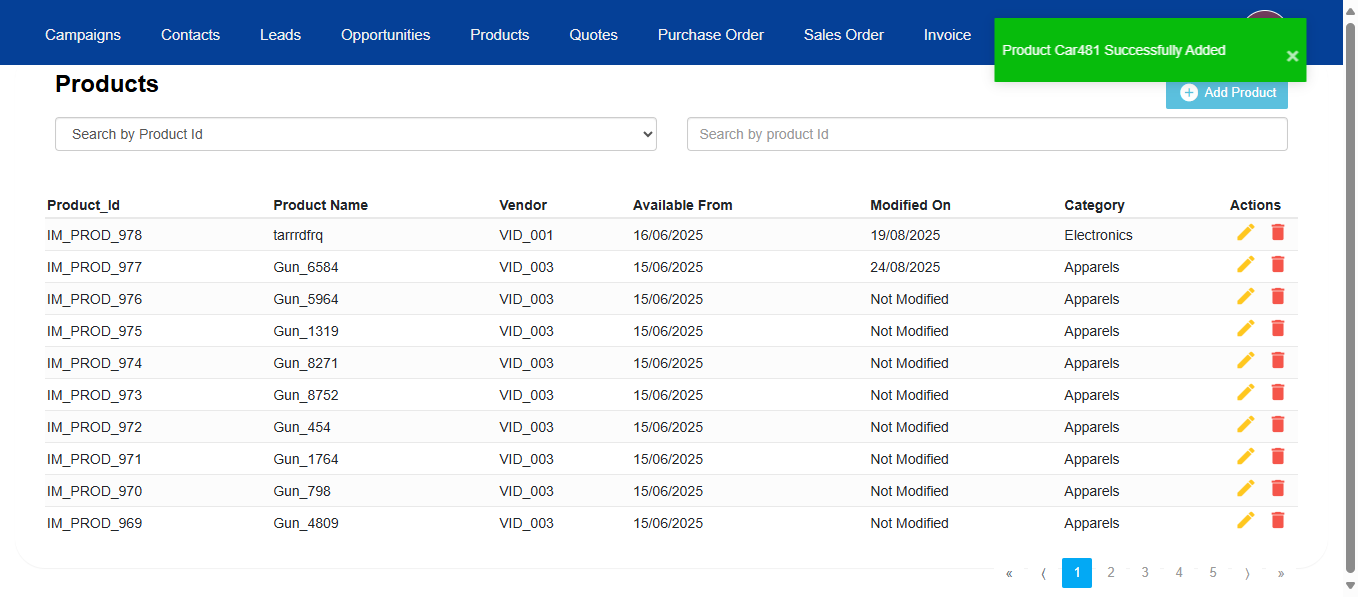 Campaigns Contacts Leads Opportunities Products Quotes Purchase Order Sales Order Invoice
Product Car481 Successfully Added ×
Products
Add Product
Search by Product Id
Search by product Id
Product_Id Product Name Vendor Available From Modified On Category Actions
IM_PROD_978 tarrrdfrq VID_001 16/06/2025 19/08/2025 Electronics
IM_PROD_977 Gun_6584 VID_003 15/06/2025 24/08/2025 Apparels
IM_PROD_976 Gun_5964 VID_003 15/06/2025 Not Modified Apparels
IM_PROD_975 Gun_1319 VID_003 15/06/2025 Not Modified Apparels
IM_PROD_974 Gun_8271 VID_003 15/06/2025 Not Modified Apparels
IM_PROD_973 Gun_8752 VID_003 15/06/2025 Not Modified Apparels
IM_PROD_972 Gun_454 VID_003 15/06/2025 Not Modified Apparels
IM_PROD_971 Gun_1764 VID_003 15/06/2025 Not Modified Apparels
IM_PROD_970 Gun_798 VID_003 15/06/2025 Not Modified Apparels
IM_PROD_969 Gun_4809 VID_003 15/06/2025 Not Modified Apparels
« ⟨ 1 2 3 4 5 ⟩ »